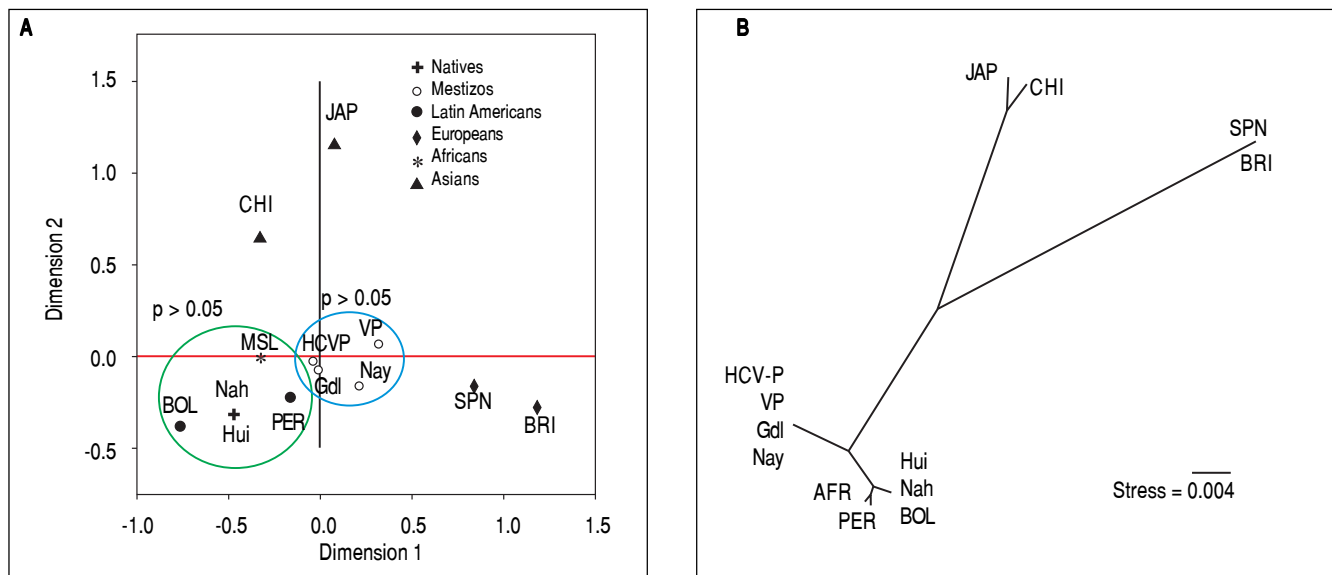 A
1.5
1.0
0.5
0.0
-0.5
Dimension 2
-1.0 -0.5 0.0 0.5 1.0 1.5
Dimension 1
Natives
Mestizos
Latin Americans
Europeans
Africans
Asians
JAP
CHI
p > 0.05
p > 0.05
MSL
HCVP
VP
Nah
Gdl
Nay
BOL
Hui
PER
SPN
BRI
B
JAP
CHI
SPN
BRI
HCV-P
VP
Gdl
Nay
Hui
AFR
Nah
PER
BOL
Stress = 0.004